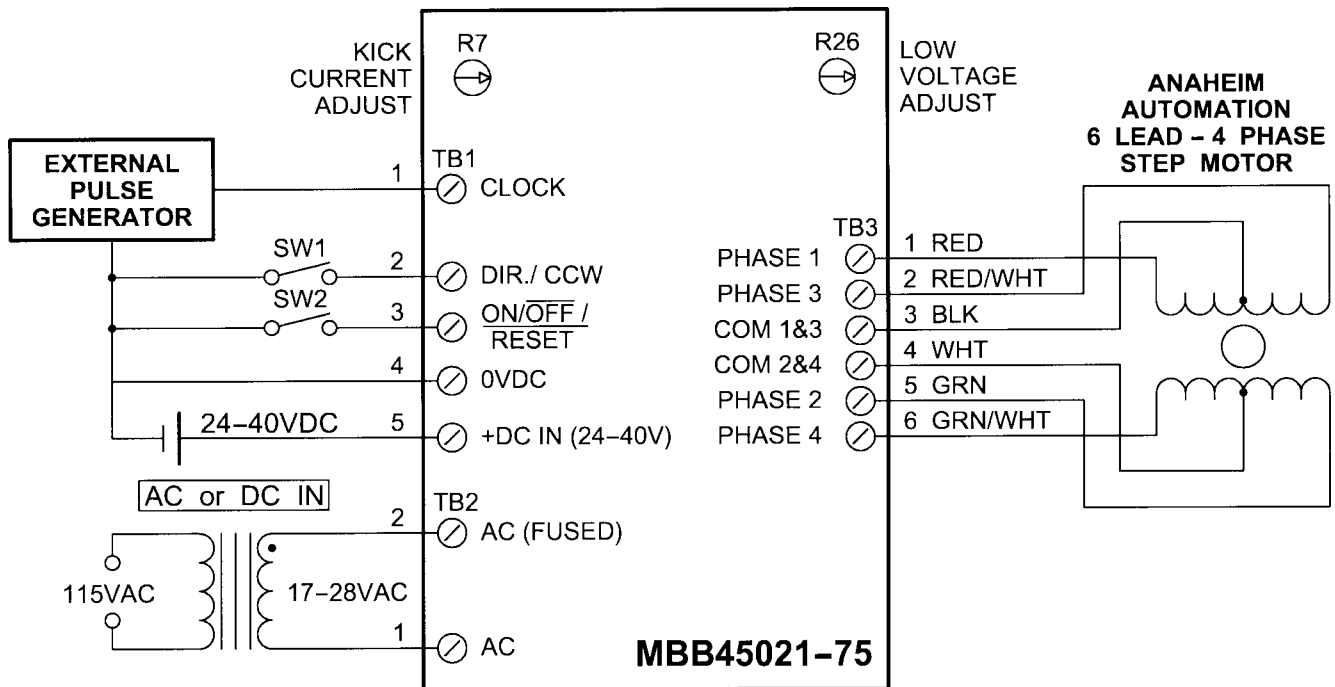 KICK
CURRENT
ADJUST
R7
R26
LOW
VOLTAGE
ADJUST
ANAHEIM
AUTOMATION
6 LEAD – 4 PHASE
STEP MOTOR
EXTERNAL
PULSE
GENERATOR
TB1
1 CLOCK
SW1
2 DIR./ CCW
SW2
3 ON/OFF /
RESET
4 0VDC
24–40VDC 5 +DC IN (24–40V)
AC or DC IN
TB2
2 AC (FUSED)
115VAC 17–28VAC
1 AC
TB3
PHASE 1 1 RED
PHASE 3 2 RED/WHT
COM 1&3 3 BLK
COM 2&4 4 WHT
PHASE 2 5 GRN
PHASE 4 6 GRN/WHT
MBB45021–75